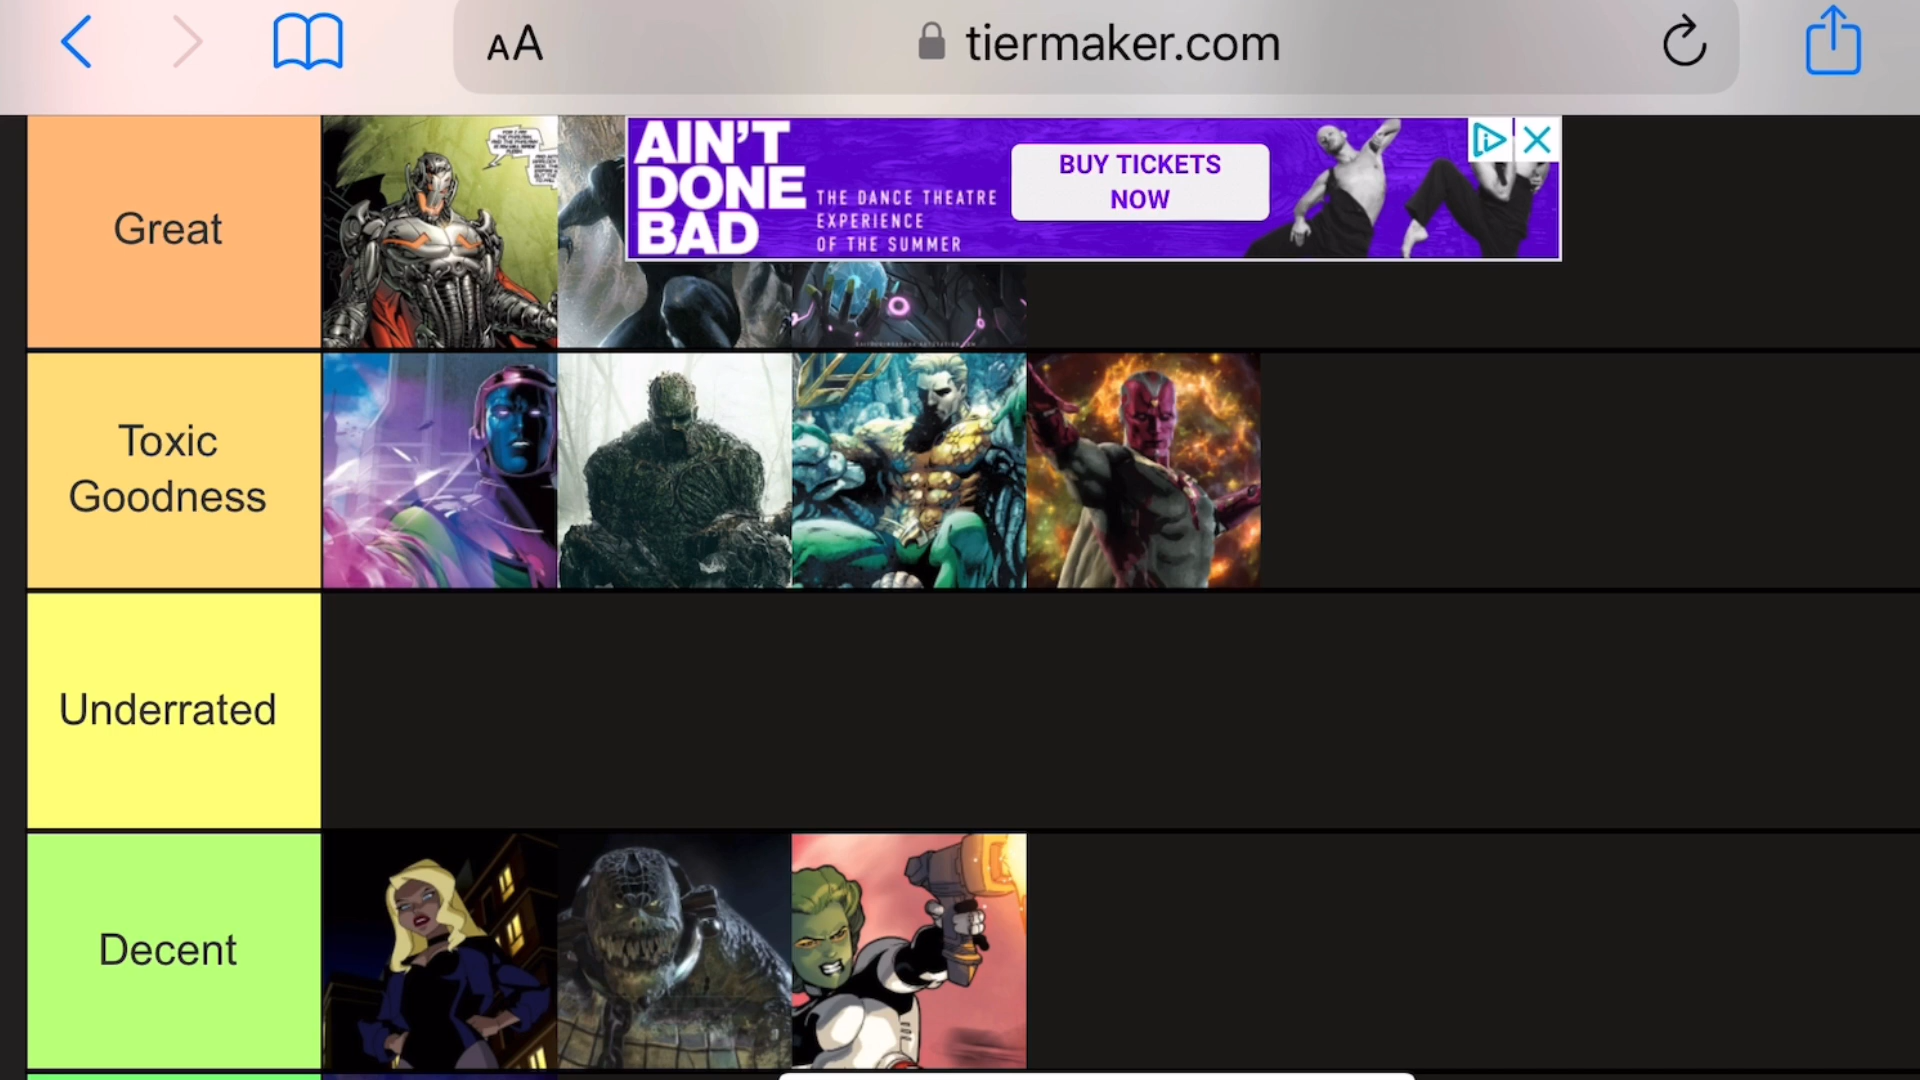 AA
tiermaker.com
Great
AIN'T
DONE
BAD
THE DANCE THEATRE
EXPERIENCE
OF THE SUMMER
BUY TICKETS
NOW
Toxic
Goodness
Underrated
Decent